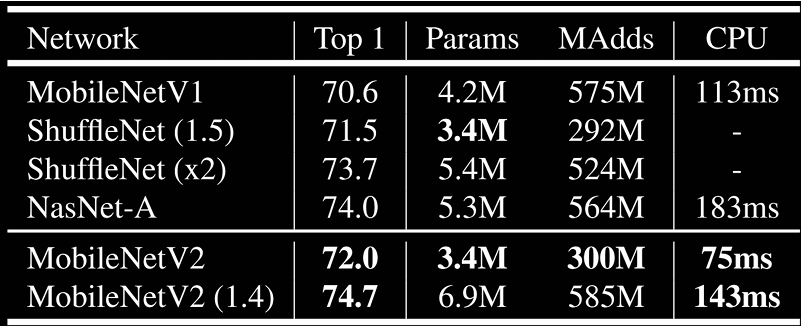 Network Top 1 Params MAdds CPU
MobileNetV1 70.6 4.2M 575M 113ms
ShuffleNet (1.5) 71.5 3.4M 292M -
ShuffleNet (x2) 73.7 5.4M 524M -
NasNet-A 74.0 5.3M 564M 183ms
MobileNetV2 72.0 3.4M 300M 75ms
MobileNetV2 (1.4) 74.7 6.9M 585M 143ms